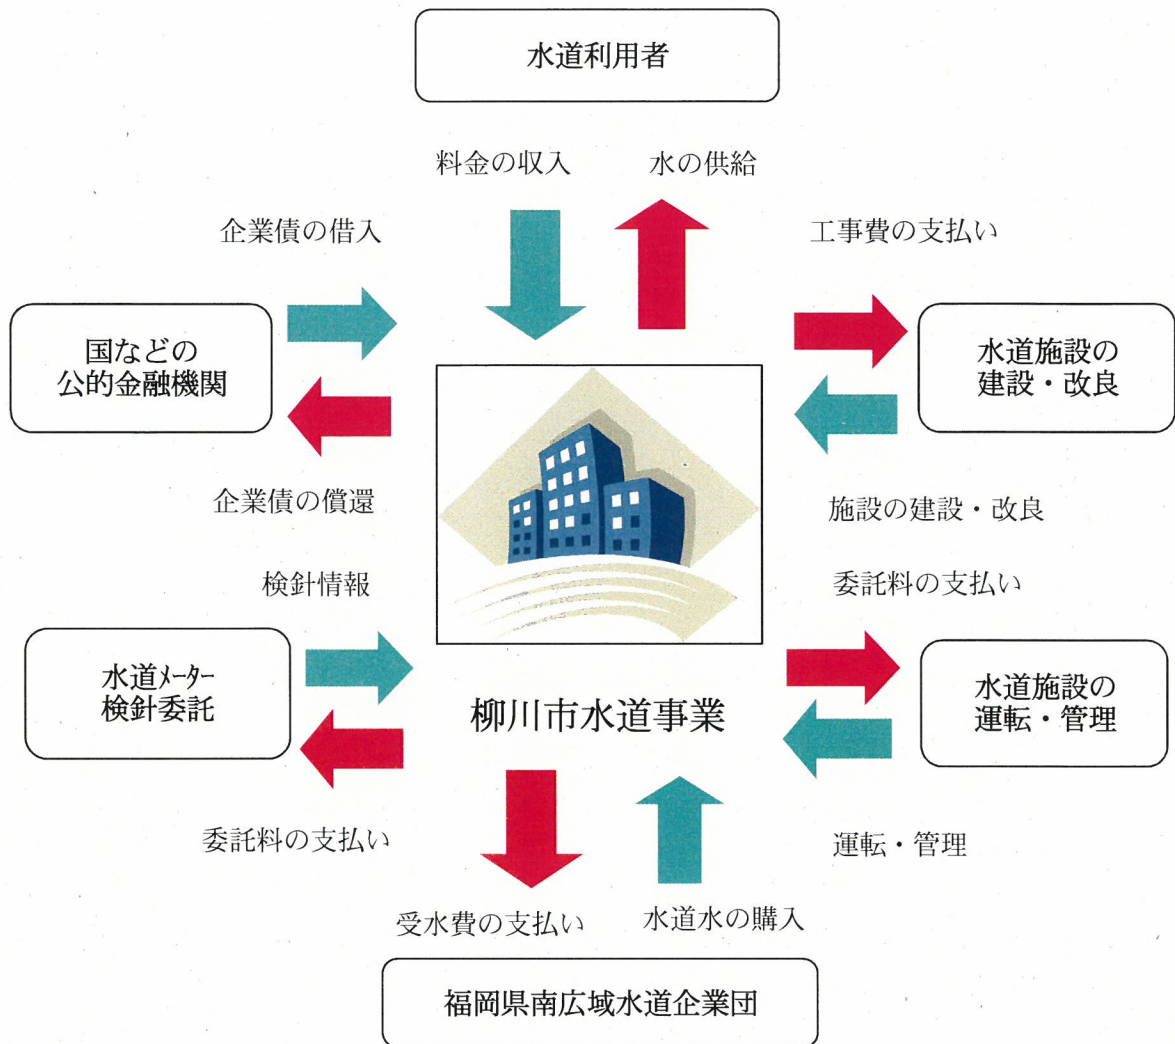 水道利用者
料金の収入
水の供給
企業債の借入
工事費の支払い
国などの
公的金融機関
水道施設の
建設・改良
企業債の償還
施設の建設・改良
検針情報
委託料の支払い
水道メーター
検針委託
水道施設の
運転・管理
柳川市水道事業
委託料の支払い
運転・管理
受水費の支払い
水道水の購入
福岡県南広域水道企業団